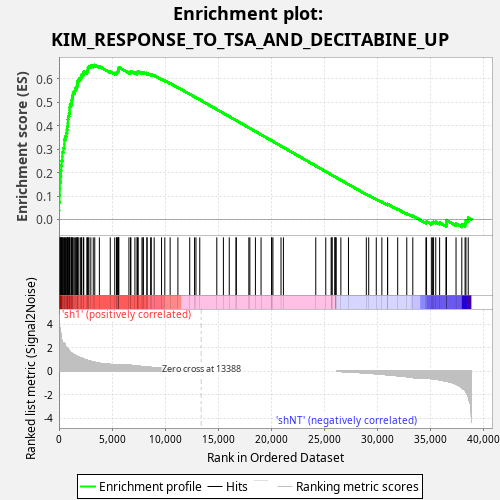 Enrichment plot:
KIM_RESPONSE_TO_TSA_AND_DECITABINE_UP
Enrichment score (ES)
0.6
0.5
0.4
0.3
0.2
0.1
0.0
Ranked list metric (Signal2Noise)
4
2
0
-2
-4
'sh1' (positively correlated)
Zero cross at 13388
'shNT' (negatively correlated)
0
5,000
10,000
15,000
20,000
25,000
30,000
35,000
40,000
Rank in Ordered Dataset
Enrichment profile
Hits
Ranking metric scores